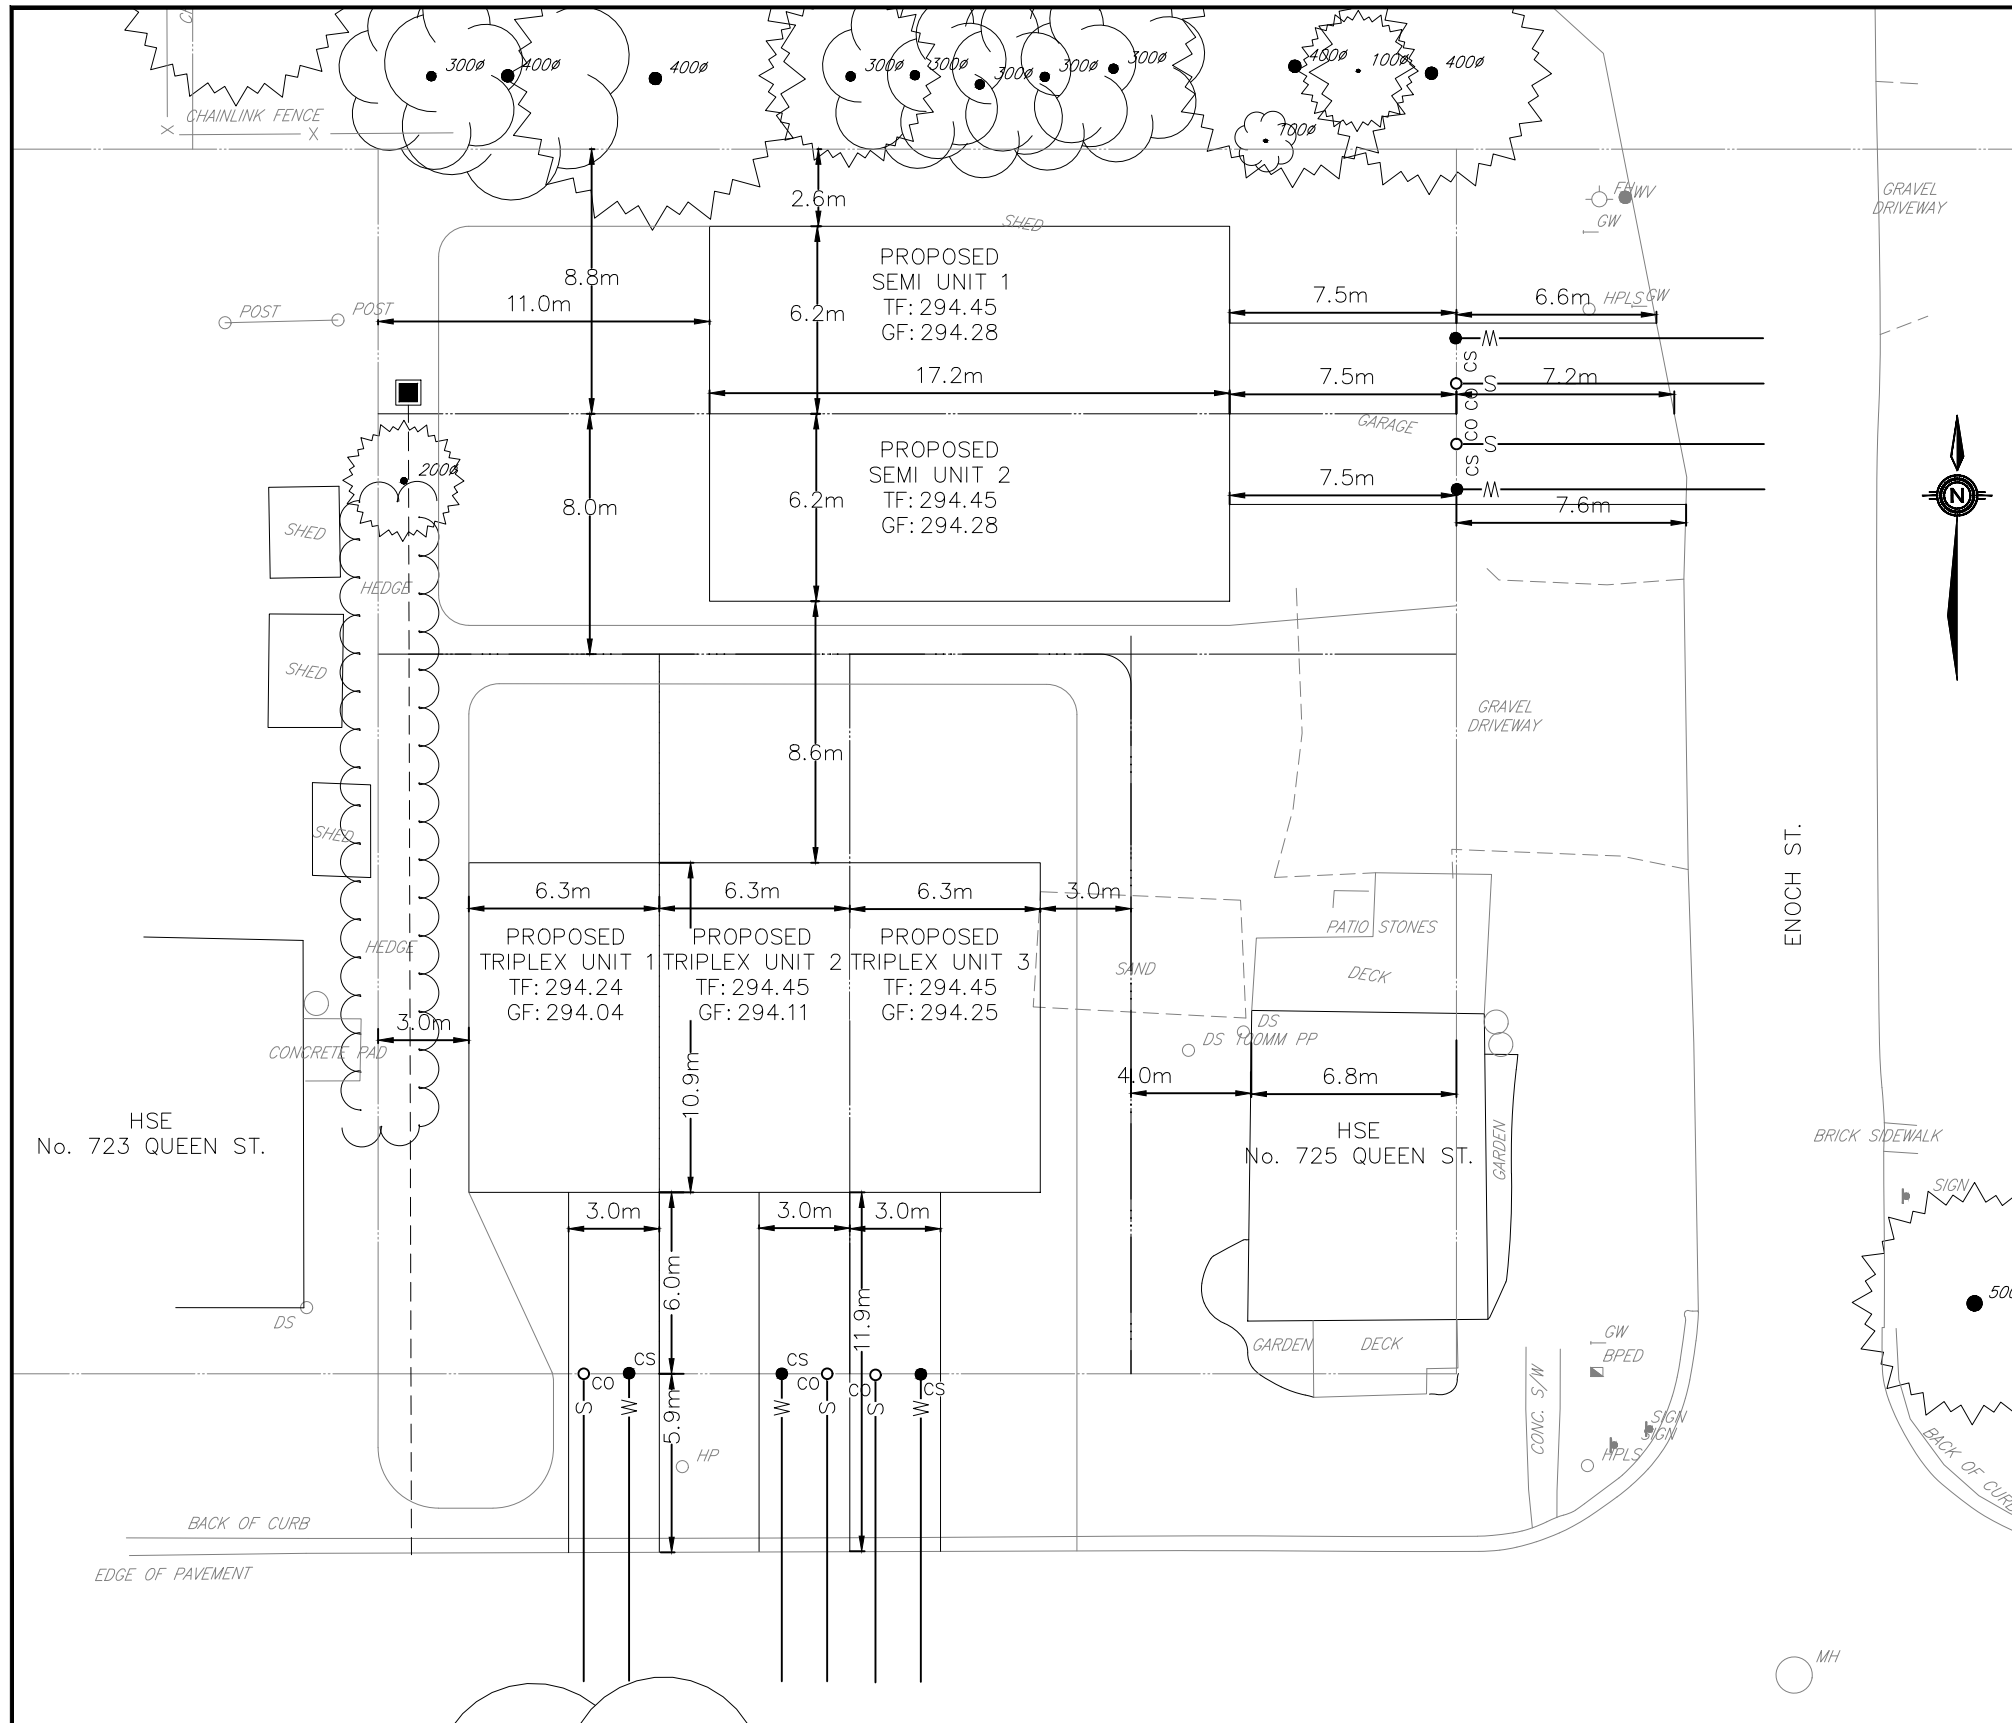 300ø
400ø
400ø
300ø
300ø
300ø
300ø
300ø
400ø
100ø
400ø
CHAINLINK FENCE
X
X
100ø
2.6m
SHED
FHWV
GW
GRAVEL
DRIVEWAY
PROPOSED
SEMI UNIT 1
TF: 294.45
GF: 294.28
8.8m
11.0m
6.2m
7.5m
6.6m
HPLS
GW
POST
POST
W
CS
17.2m
7.5m
S
7.2m
CO
GARAGE
CO
S
PROPOSED
SEMI UNIT 2
TF: 294.45
GF: 294.28
200ø
CS
7.5m
W
7.6m
N
6.2m
8.0m
SHED
HEDGE
SHED
GRAVEL
DRIVEWAY
8.6m
SHED
ENOCH ST.
6.3m
6.3m
6.3m
3.0m
PATIO STONES
PROPOSED
TRIPLEX UNIT 1
TF: 294.24
GF: 294.04
PROPOSED
TRIPLEX UNIT 2
TF: 294.45
GF: 294.11
PROPOSED
TRIPLEX UNIT 3
TF: 294.45
GF: 294.25
HEDGE
SAND
DECK
3.0m
DS
DS 100MM PP
CONCRETE PAD
10.9m
4.0m
6.8m
HSE
No. 723 QUEEN ST.
HSE
No. 725 QUEEN ST.
GARDEN
BRICK SIDEWALK
SIGN
3.0m
3.0m
3.0m
6.0m
11.9m
500
DS
GARDEN
DECK
GW
BPED
CO
CS
CS
CO
CO
CS
S
W
W
S
S
W
5.9m
CONC. S/W
SIGN
SIGN
HPLS
HP
BACK OF CURB
BACK OF CURB
EDGE OF PAVEMENT
MH